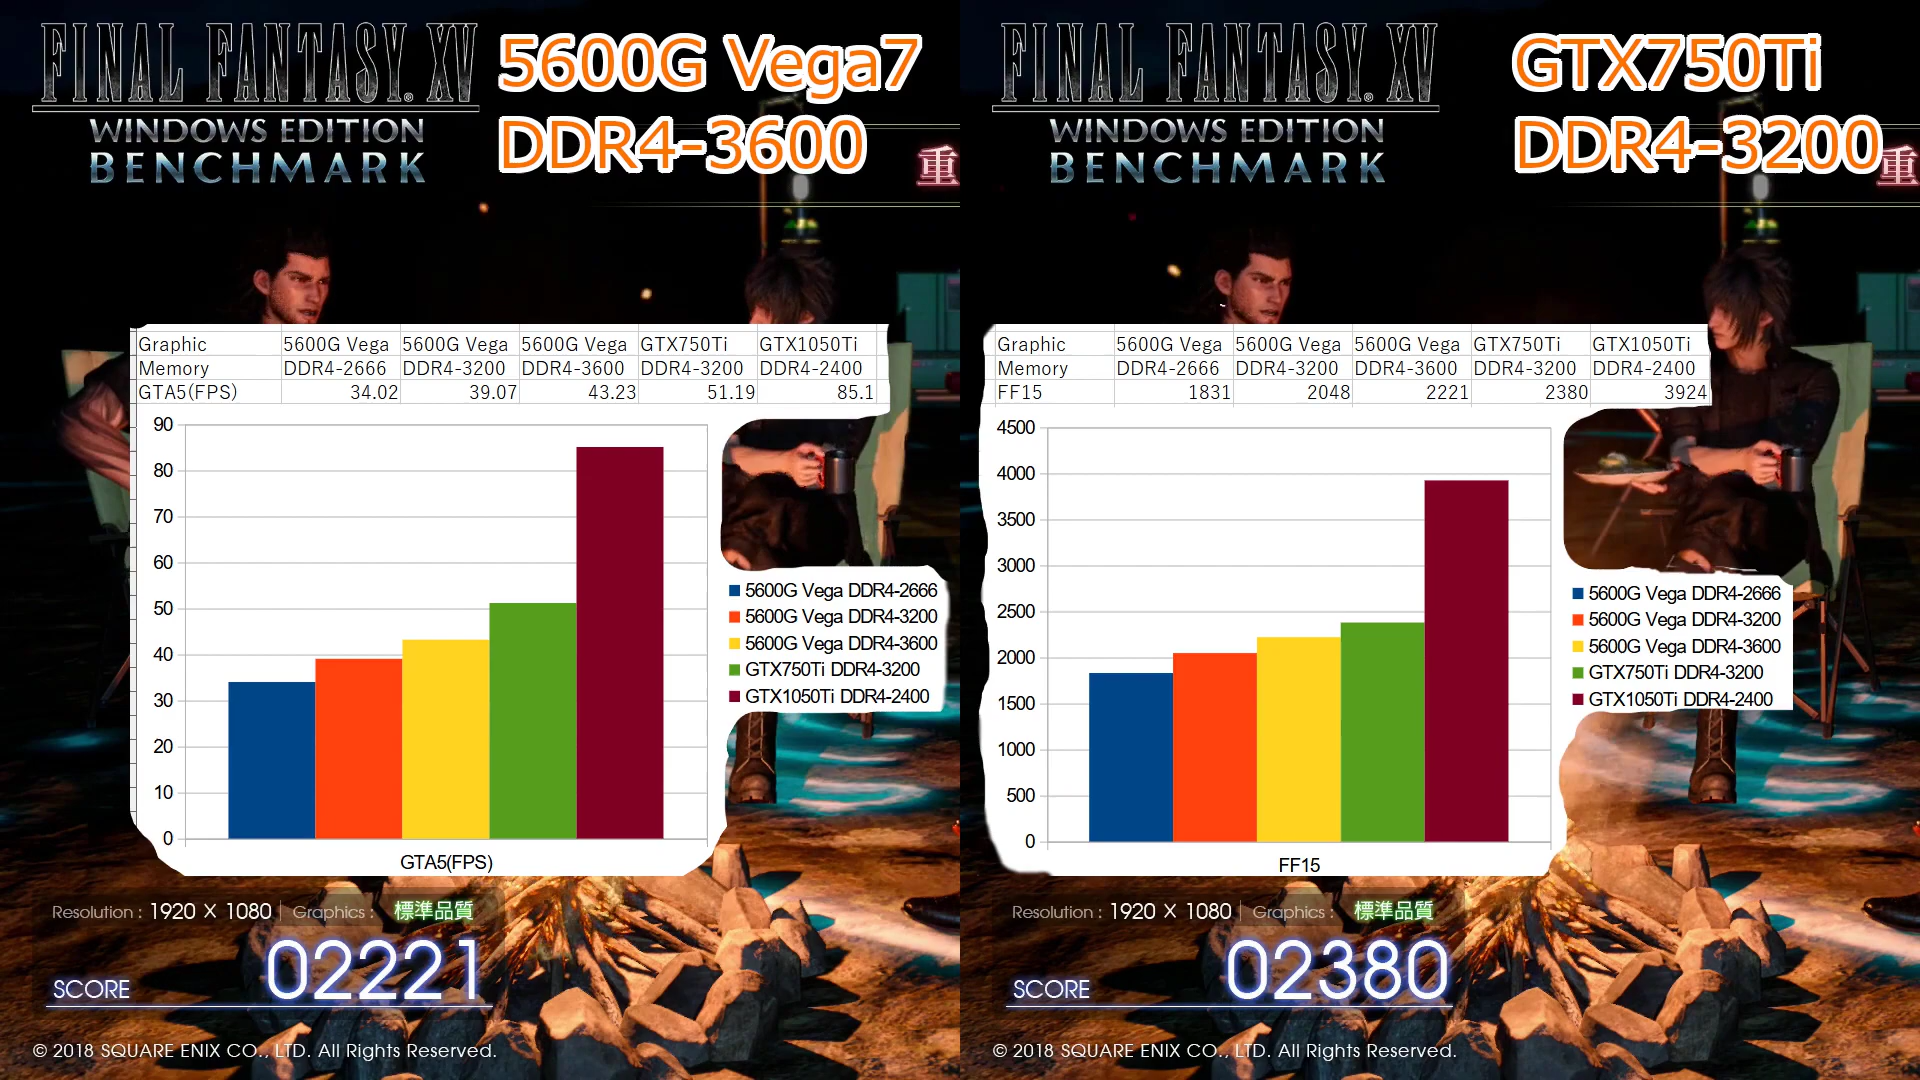 FINAL FANTASY® XV
WINDOWS EDITION
BENCHMARK
5600G Vega7
DDR4-3600
重
Graphic 5600G Vega 5600G Vega 5600G Vega GTX750Ti GTX1050Ti
Memory DDR4-2666 DDR4-3200 DDR4-3600 DDR4-3200 DDR4-2400
GTA5(FPS) 34.02 39.07 43.23 51.19 85.1
90
80
70
60
50
40
30
20
10
0
GTA5(FPS)
5600G Vega DDR4-2666
5600G Vega DDR4-3200
5600G Vega DDR4-3600
GTX750Ti DDR4-3200
GTX1050Ti DDR4-2400
Resolution : 1920 X 1080 | Graphics : 標準品質
SCORE 02221
© 2018 SQUARE ENIX CO., LTD. All Rights Reserved.
FINAL FANTASY® XV
WINDOWS EDITION
BENCHMARK
GTX750Ti
DDR4-3200
重
Graphic 5600G Vega 5600G Vega 5600G Vega GTX750Ti GTX1050Ti
Memory DDR4-2666 DDR4-3200 DDR4-3600 DDR4-3200 DDR4-2400
FF15 1831 2048 2221 2380 3924
4500
4000
3500
3000
2500
2000
1500
1000
500
0
FF15
5600G Vega DDR4-2666
5600G Vega DDR4-3200
5600G Vega DDR4-3600
GTX750Ti DDR4-3200
GTX1050Ti DDR4-2400
Resolution : 1920 X 1080 | Graphics : 標準品質
SCORE 02380
© 2018 SQUARE ENIX CO., LTD. All Rights Reserved.